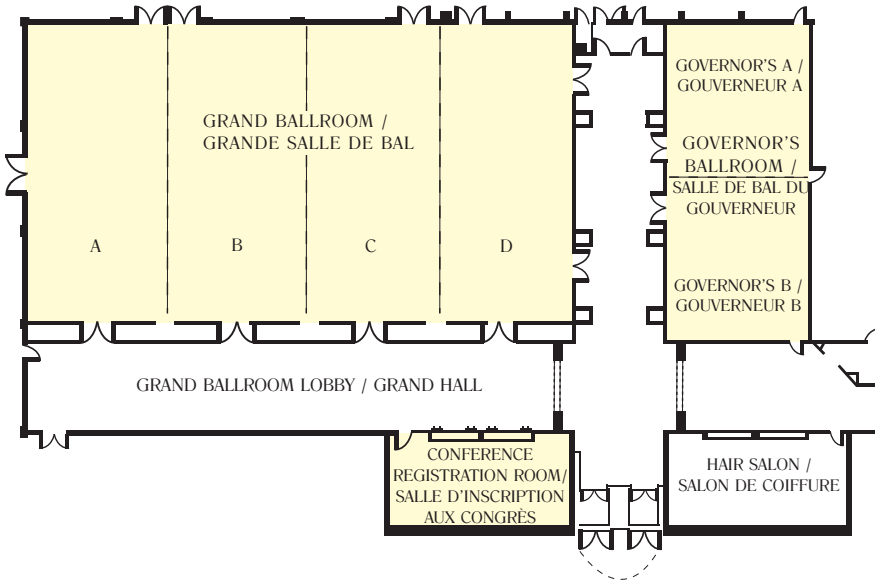 GRAND BALLROOM /
GRANDE SALLE DE BAL
A
B
C
D
GOVERNOR'S A /
GOUVERNEUR A
GOVERNOR'S
BALLROOM /
SALLE DE BAL DU
GOUVERNEUR
GOVERNOR'S B /
GOUVERNEUR B
GRAND BALLROOM LOBBY / GRAND HALL
CONFERENCE
REGISTRATION ROOM/
SALLE D'INSCRIPTION
AUX CONGRÈS
HAIR SALON /
SALON DE COIFFURE